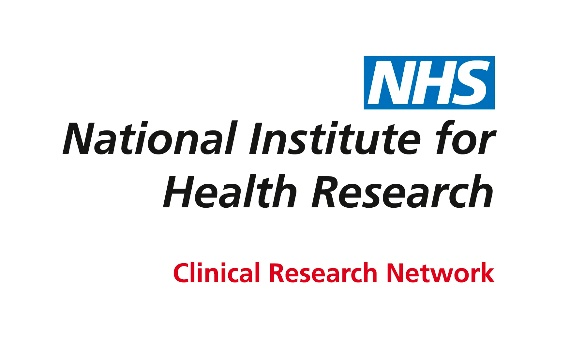 NHS
National Institute for
Health Research
Clinical Research Network